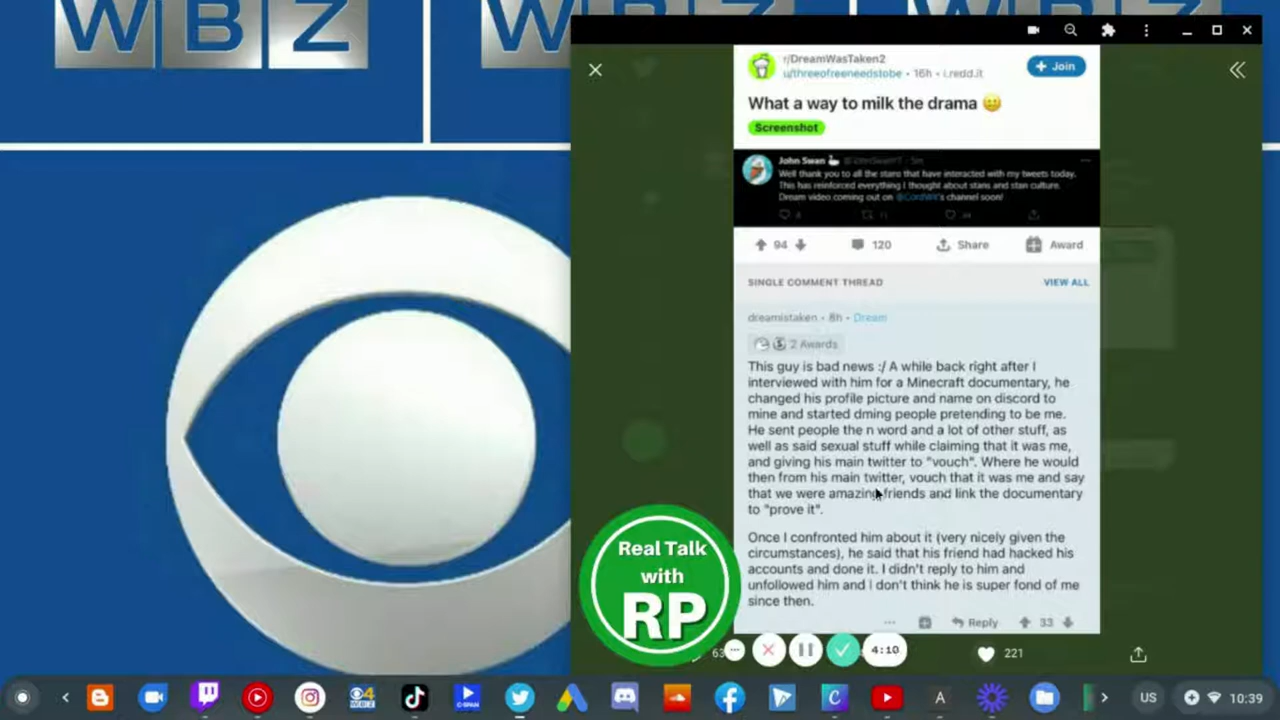 WBZ
WBZ
WBZ
r/DreamWasTaken2
u/threeofreeneedstobe • 16h • i.redd.it
+ Join
What a way to milk the drama 😀
Screenshot
John Swan
Well thank you to all the stans that have interacted with my tweets today.
This has reinforced everything I thought about stans and stan culture.
Dream video coming out on channel soon!
94
120
Share
Award
SINGLE COMMENT THREAD
VIEW ALL
dreamistaken • 8h • Dream
2 Awards
This guy is bad news :/ A while back right after I
interviewed with him for a Minecraft documentary, he
changed his profile picture and name on discord to
mine and started dming people pretending to be me.
He sent people the n word and a lot of other stuff, as
well as said sexual stuff while claiming that it was me,
and giving his main twitter to "vouch". Where he would
then from his main twitter, vouch that it was me and say
that we were amazing friends and link the documentary
to "prove it".
Once I confronted him about it (very nicely given the
circumstances), he said that his friend had hacked his
accounts and done it. I didn't reply to him and
unfollowed him and I don't think he is super fond of me
since then.
Reply
33
Real Talk
with
RP
63
4:10
221
CBS 4
WBZ
C-SPAN
C
A
US
10:39